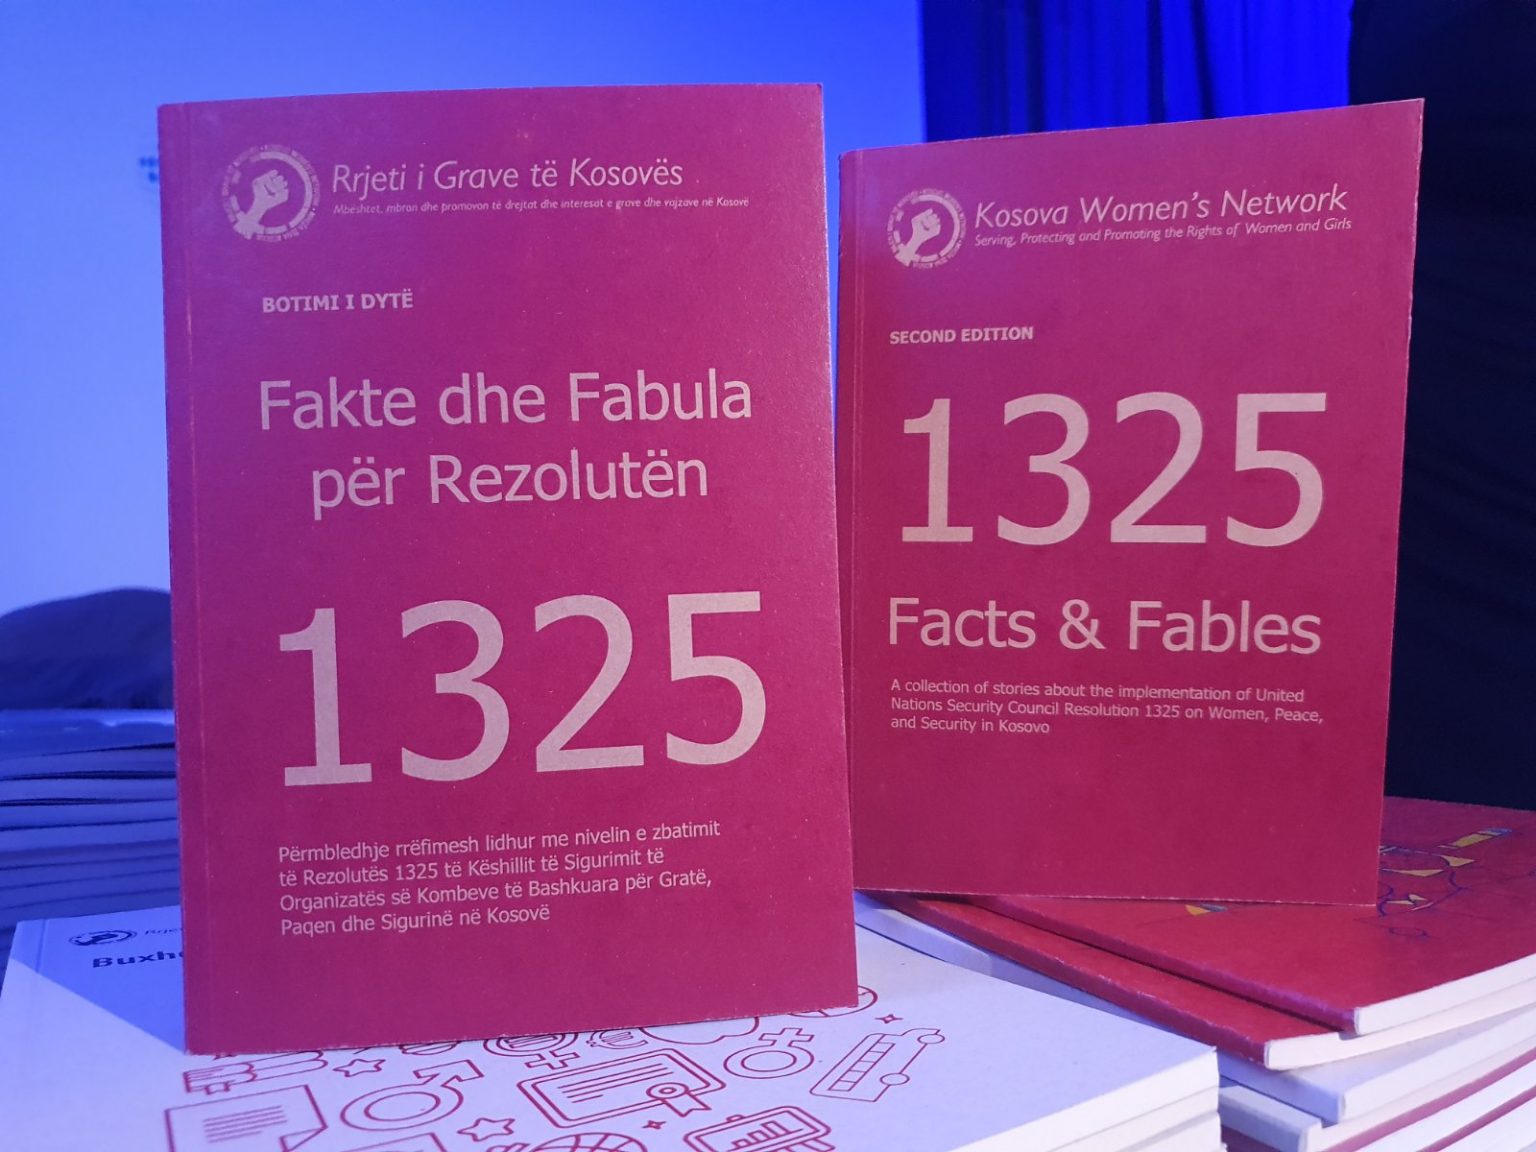 Rrjeti i Grave të Kosovës
Mbështet, mbron dhe promovon të drejtat dhe interesat e grave dhe vajzave në Kosovë
BOTIMI I DYTË
Fakte dhe Fabula
për Rezolutën
1325
Përmbledhje rrëfimesh lidhur me nivelin e zbatimit
të Rezolutës 1325 të Këshillit të Sigurimit të
Organizatës së Kombeve të Bashkuara për Gratë,
Paqen dhe Sigurinë në Kosovë
Kosova Women's Network
Serving, Protecting and Promoting the Rights of Women and Girls
SECOND EDITION
1325
Facts & Fables
A collection of stories about the implementation of United
Nations Security Council Resolution 1325 on Women, Peace,
and Security in Kosovo